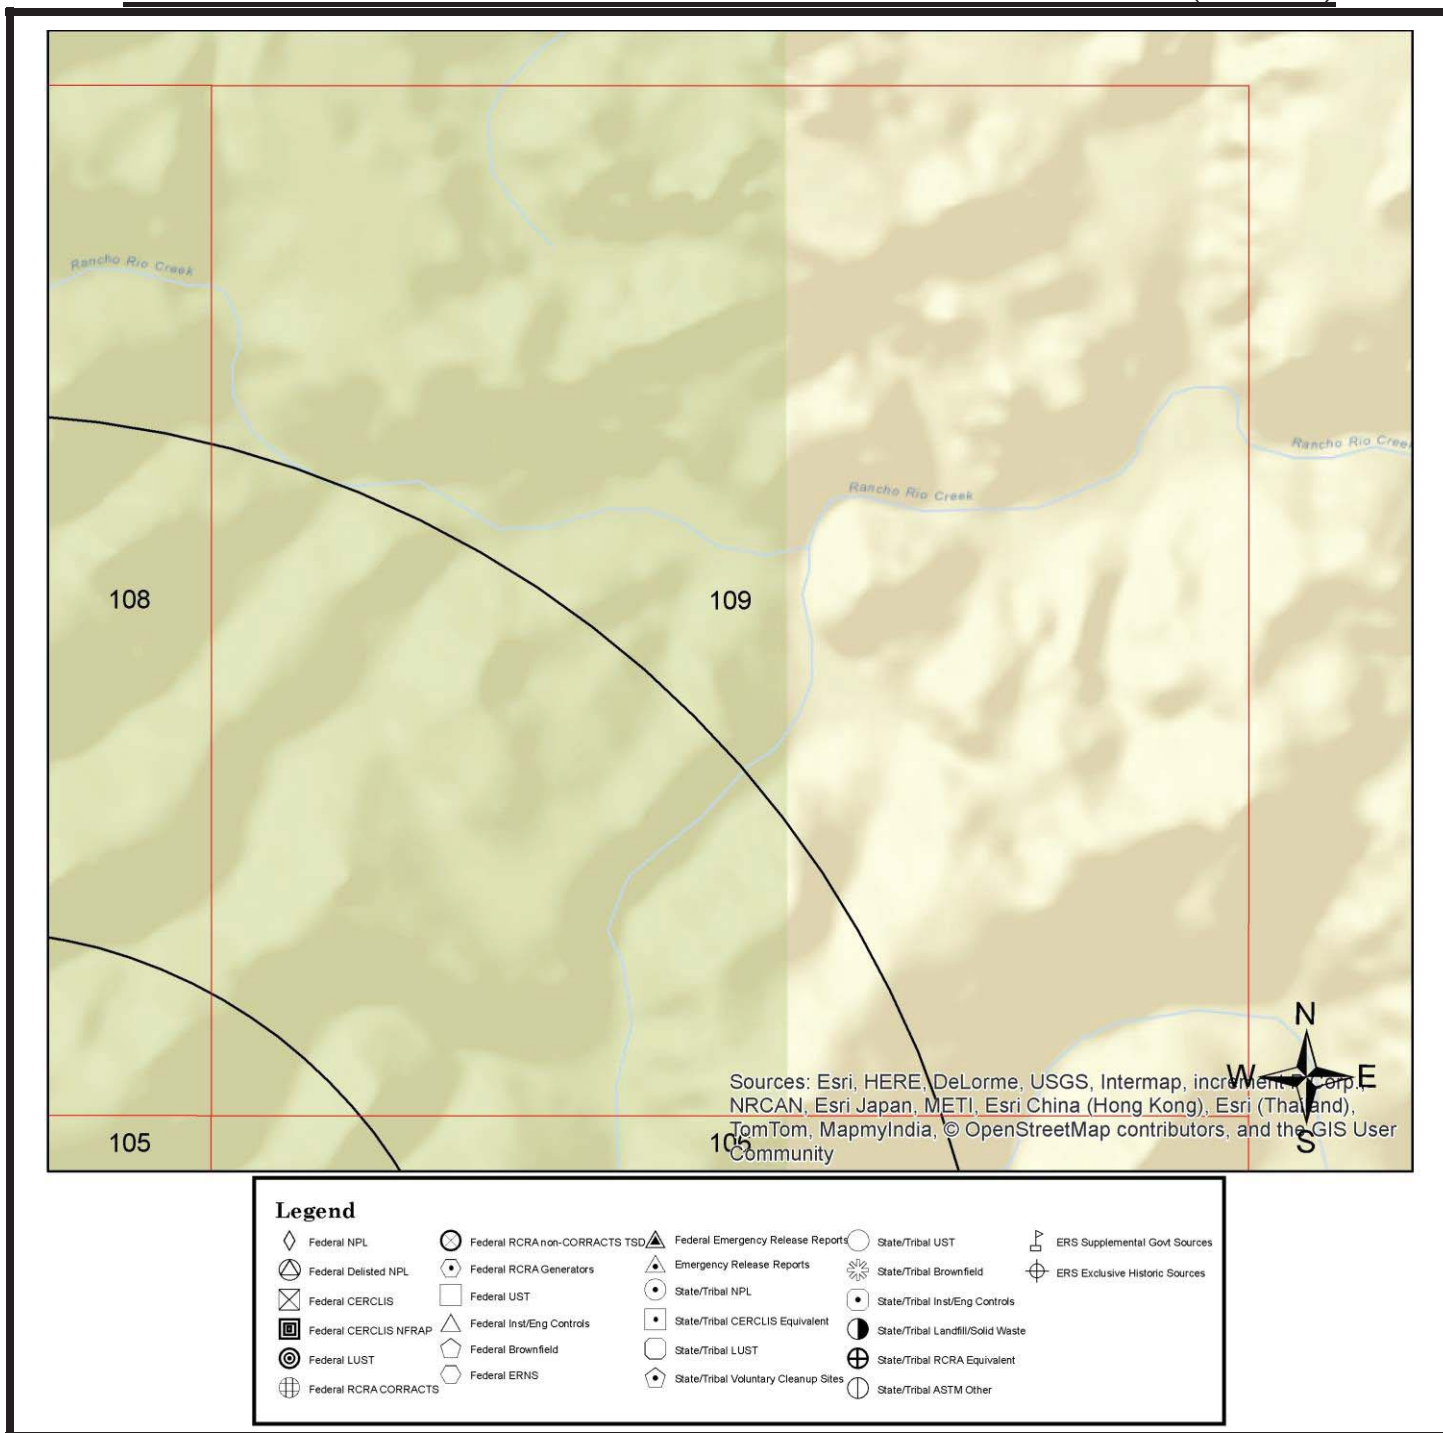 Rancho Rio Creek
Rancho Rio Creek
Rancho Rio Creek
108
109
N
W
E
S
Sources: Esri, HERE, DeLorme, USGS, Intermap, increment P Corp.,
NRCAN, Esri Japan, METI, Esri China (Hong Kong), Esri (Thailand),
TomTom, MapmyIndia, © OpenStreetMap contributors, and the GIS User
Community
105
106
Legend
Federal NPL
Federal Delisted NPL
Federal CERCLIS
Federal CERCLIS NFRAP
Federal LUST
Federal RCRA CORRACTS
Federal RCRA non-CORRACTS TSD
Federal RCRA Generators
Federal UST
Federal Inst/Eng Controls
Federal Brownfield
Federal ERNS
Federal Emergency Release Reports
Emergency Release Reports
State/Tribal NPL
State/Tribal CERCLIS Equivalent
State/Tribal LUST
State/Tribal Voluntary Cleanup Sites
State/Tribal UST
State/Tribal Brownfield
State/Tribal Inst/Eng Controls
State/Tribal Landfill/Solid Waste
State/Tribal RCRA Equivalent
State/Tribal ASTM Other
ERS Supplemental Govt Sources
ERS Exclusive Historic Sources